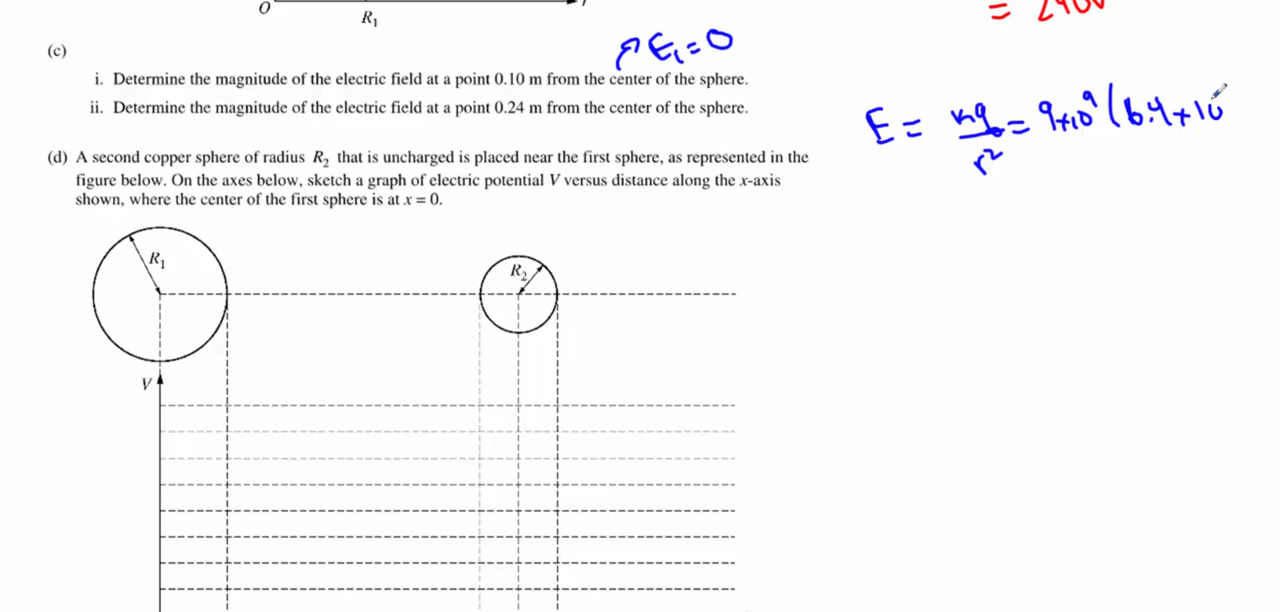 O
R₁
= 240V
(c)
↗ E₁ = 0
i. Determine the magnitude of the electric field at a point 0.10 m from the center of the sphere.
ii. Determine the magnitude of the electric field at a point 0.24 m from the center of the sphere.
E = kq/r² = 9×10⁹ (6.4×10
(d) A second copper sphere of radius R₂ that is uncharged is placed near the first sphere, as represented in the
figure below. On the axes below, sketch a graph of electric potential V versus distance along the x-axis
shown, where the center of the first sphere is at x = 0.
R₁
R₂
V